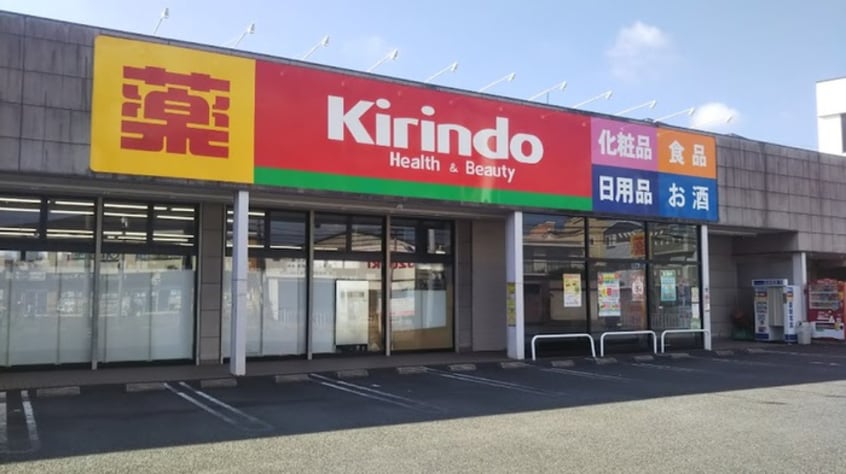 薬
Kirindo
Health & Beauty
化粧品
食品
日用品
お酒